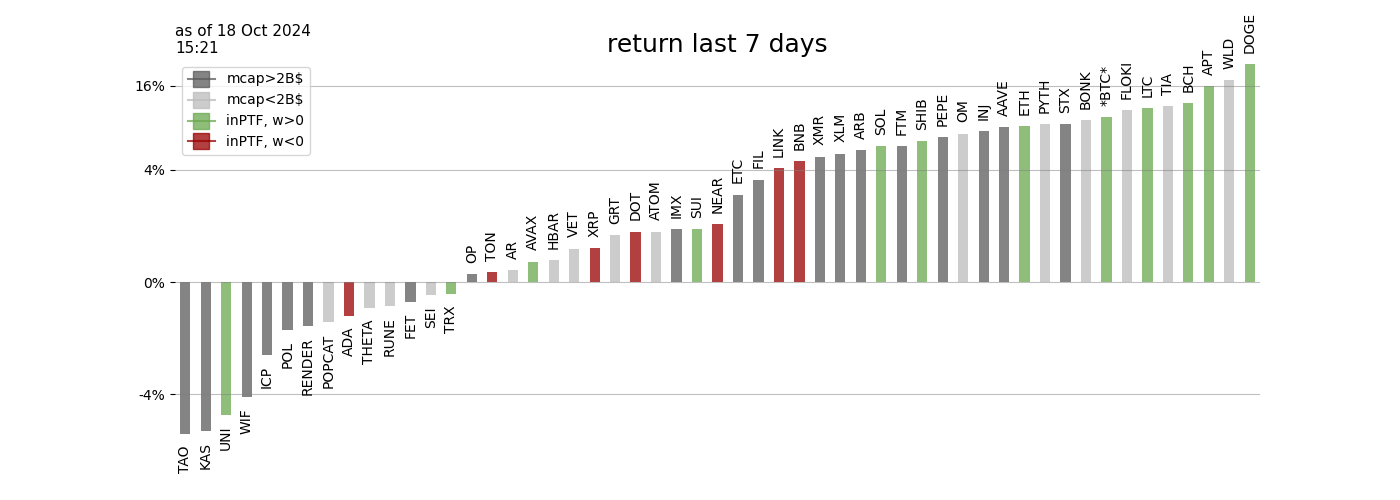 as of 18 Oct 2024
15:21
return last 7 days
mcap>2B$
mcap<2B$
inPTF, w>0
inPTF, w<0
16%
4%
0%
-4%
TAO
KAS
UNI
WIF
ICP
POL
RENDER
POPCAT
ADA
THETA
RUNE
FET
SEI
TRX
OP
TON
AR
AVAX
HBAR
VET
XRP
GRT
DOT
ATOM
IMX
SUI
NEAR
ETC
FIL
LINK
BNB
XMR
XLM
ARB
SOL
FTM
SHIB
PEPE
OM
INJ
AAVE
ETH
PYTH
STX
BONK
*BTC*
FLOKI
LTC
TIA
BCH
APT
WLD
DOGE